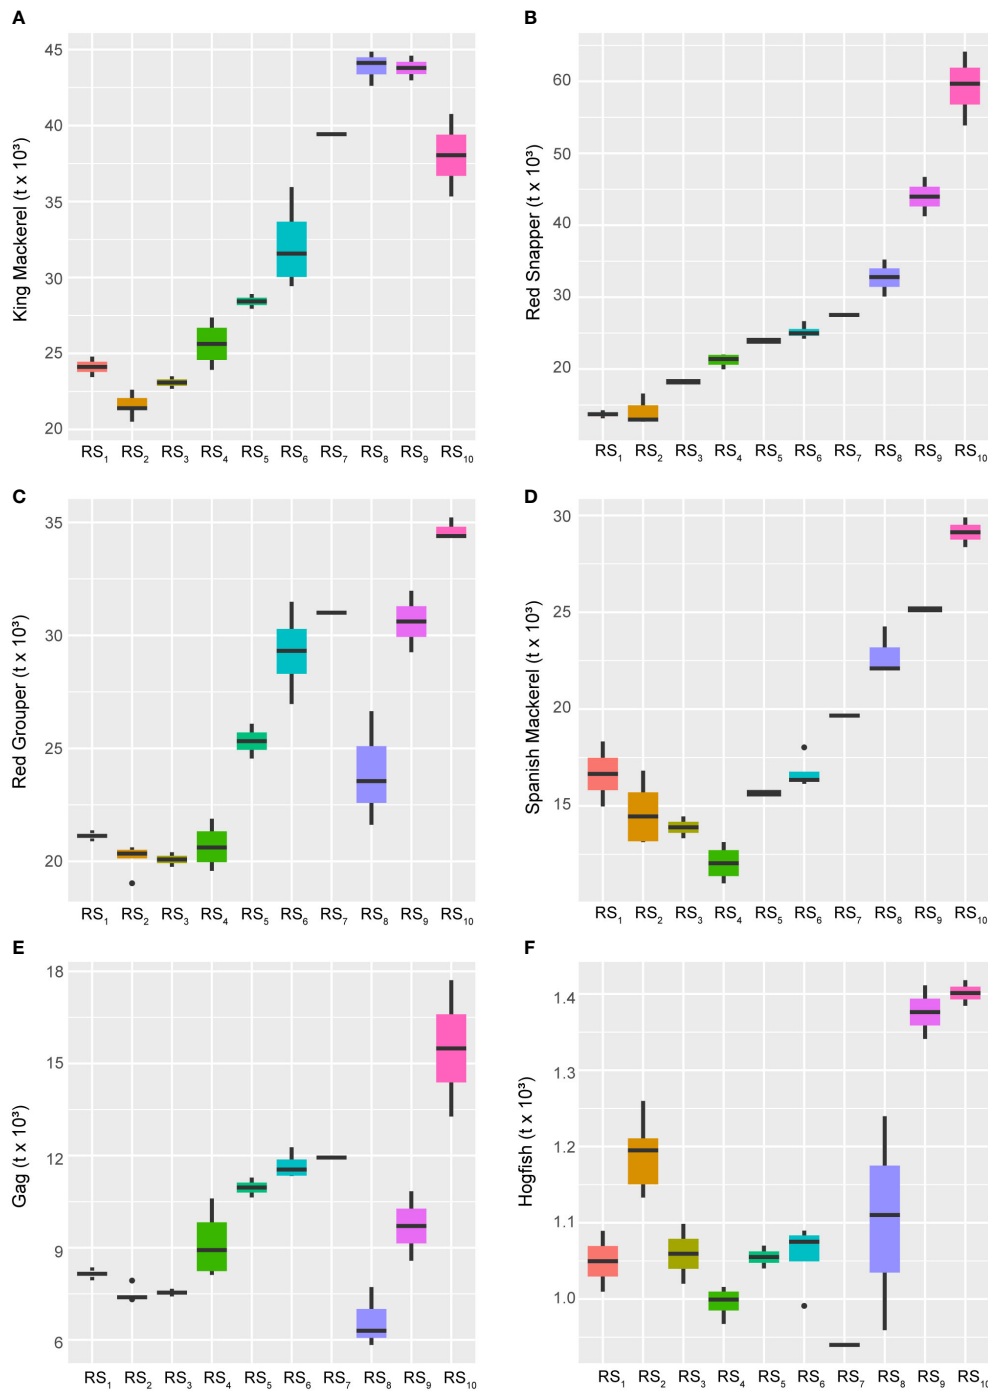 A
King Mackerel (t x 10³)
45
40
35
30
25
20
RS₁ RS₂ RS₃ RS₄ RS₅ RS₆ RS₇ RS₈ RS₉ RS₁₀
B
Red Snapper (t x 10³)
60
50
40
30
20
RS₁ RS₂ RS₃ RS₄ RS₅ RS₆ RS₇ RS₈ RS₉ RS₁₀
C
Red Grouper (t x 10³)
35
30
25
20
RS₁ RS₂ RS₃ RS₄ RS₅ RS₆ RS₇ RS₈ RS₉ RS₁₀
D
Spanish Mackerel (t x 10³)
30
25
20
15
RS₁ RS₂ RS₃ RS₄ RS₅ RS₆ RS₇ RS₈ RS₉ RS₁₀
E
Gag (t x 10³)
18
15
12
9
6
RS₁ RS₂ RS₃ RS₄ RS₅ RS₆ RS₇ RS₈ RS₉ RS₁₀
F
Hogfish (t x 10³)
1.4
1.3
1.2
1.1
1.0
RS₁ RS₂ RS₃ RS₄ RS₅ RS₆ RS₇ RS₈ RS₉ RS₁₀